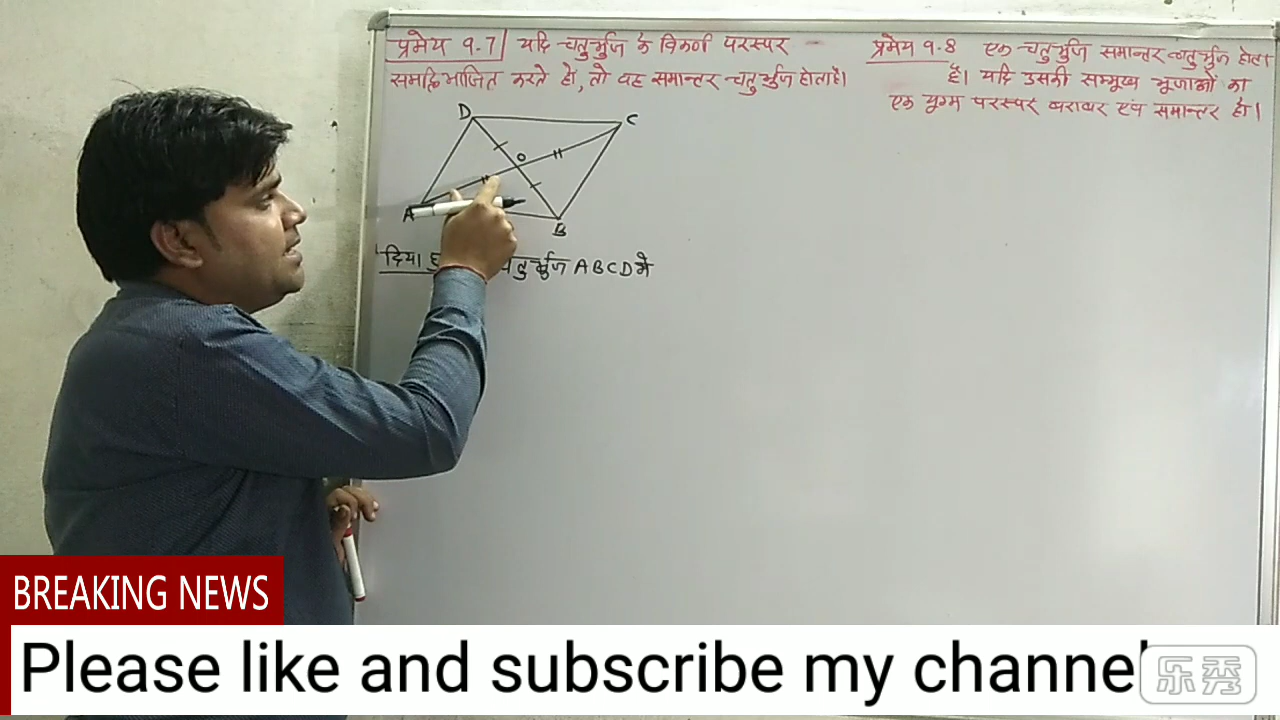 प्रमेय 9.7 यदि चतुर्भुज के विकर्ण परस्पर
समद्विभाजित करते हो, तो वह समान्तर चतुर्भुज होता है।
प्रमेय 9.8 एक चतुर्भुज समान्तर चतुर्भुज होता
है। यदि उसकी सम्मुख भुजाओं का
एक युग्म परस्पर बराबर एवं समान्तर हो।
D
C
O
A
B
दिया चतुर्भुज ABCD मे
BREAKING NEWS
Please like and subscribe my channel
乐秀